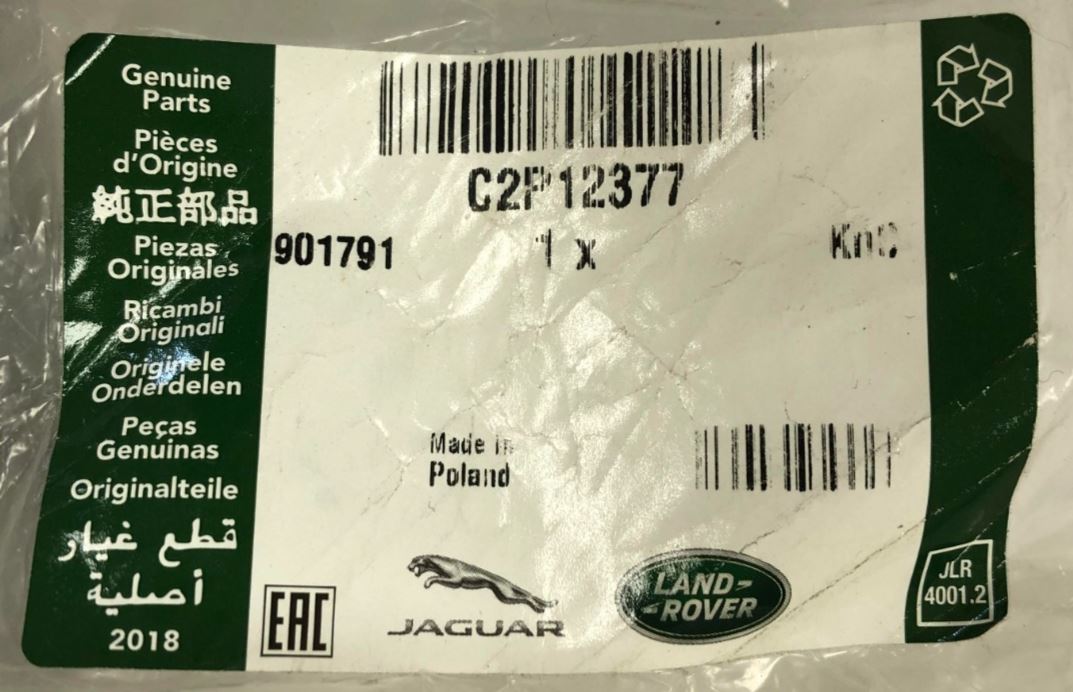 Genuine
Parts
Pièces
d'Origine
純正部品
Piezas
Originales
Ricambi
Originali
Originele
Onderdelen
Peças
Genuinas
Originalteile
قطع غيار
أصلية
2018
C2P12377
901791 1 x
Made in
Poland
EAC
JAGUAR
LAND-
-ROVER
JLR
4001.2